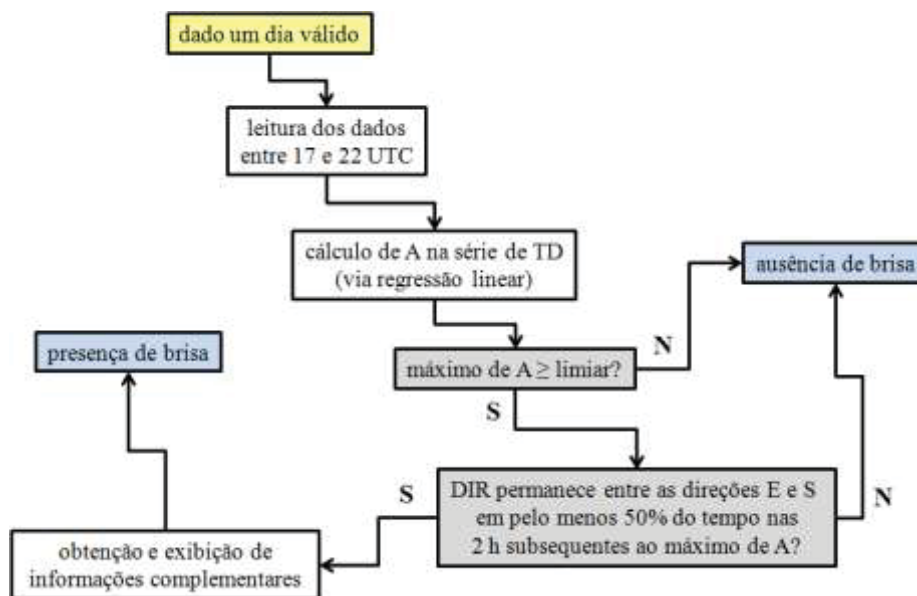 dado um dia válido
leitura dos dados
entre 17 e 22 UTC
cálculo de A na série de TD
(via regressão linear)
ausência de brisa
presença de brisa
máximo de A ≥ limiar?
N
S
DIR permanece entre as direções E e S
em pelo menos 50% do tempo nas
2 h subsequentes ao máximo de A?
S
N
obtenção e exibição de
informações complementares